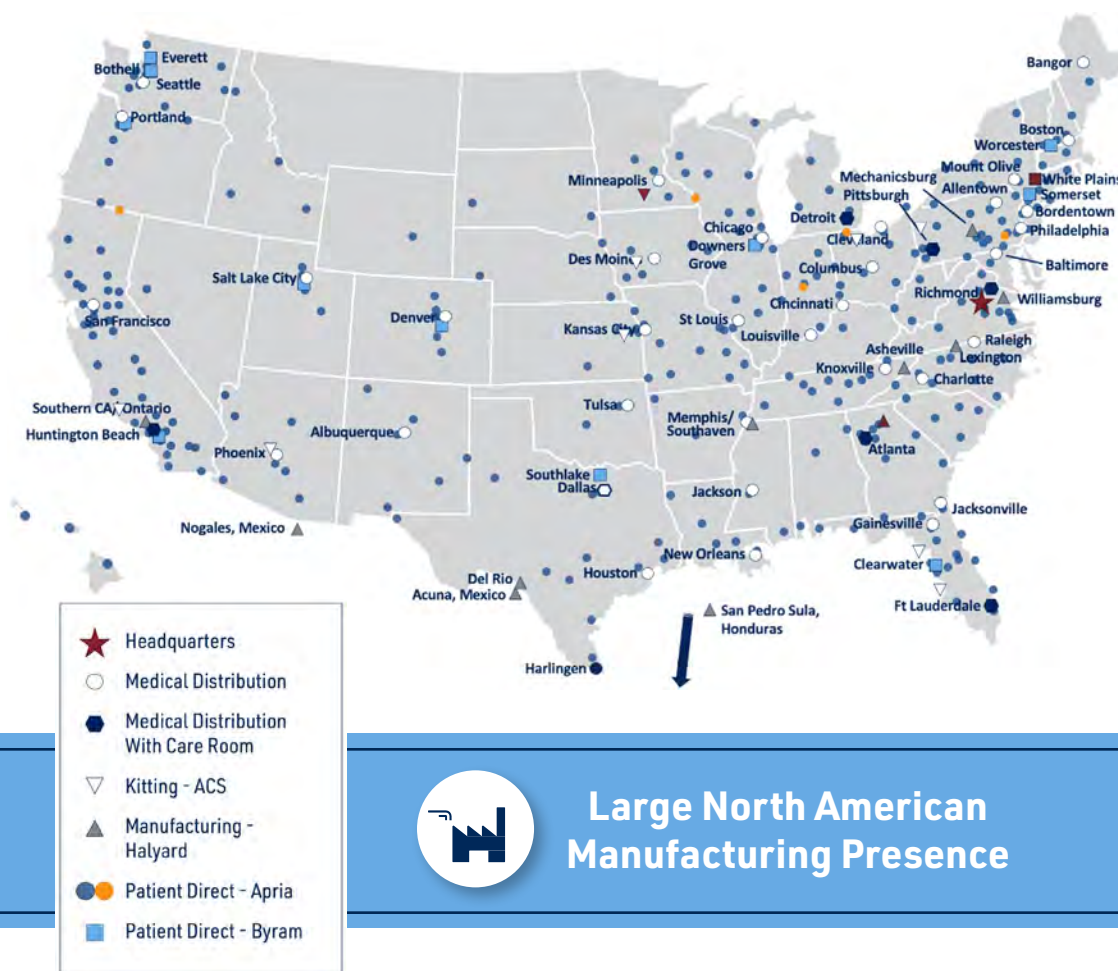 Everett
Bothell
Seattle
Portland
Bangor
Boston
Worcester
Mount Olive
Mechanicsburg
White Plains
Pittsburgh
Allentown
Somerset
Minneapolis
Bordentown
Detroit
Philadelphia
Chicago
Cleveland
Downers
Grove
Des Moines
Baltimore
Columbus
Salt Lake City
Richmond
Williamsburg
Cincinnati
San Francisco
Denver
St Louis
Kansas City
Louisville
Raleigh
Asheville
Lexington
Knoxville
Charlotte
Southern CA/ Ontario
Tulsa
Memphis/
Southaven
Huntington Beach
Albuquerque
Phoenix
Atlanta
Southlake
Dallas
Jackson
Jacksonville
Nogales, Mexico
Gainesville
New Orleans
Clearwater
Houston
Del Rio
Acuna, Mexico
Ft Lauderdale
San Pedro Sula,
Honduras
Harlingen
Headquarters
Medical Distribution
Medical Distribution
With Care Room
Kitting - ACS
Manufacturing -
Halyard
Patient Direct - Apria
Patient Direct - Byram
Large North American
Manufacturing Presence